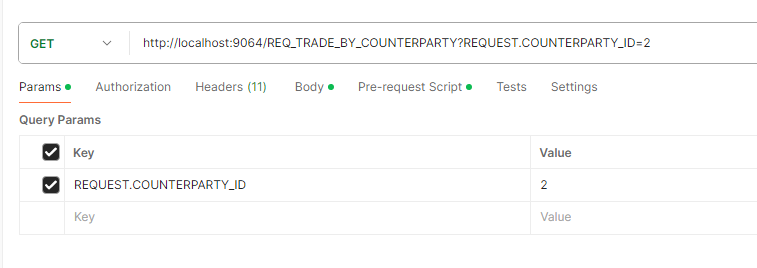 GET http://localhost:9064/REQ_TRADE_BY_COUNTERPARTY?REQUEST.COUNTERPARTY_ID=2
Params Authorization Headers (11) Body Pre-request Script Tests Settings
Query Params
Key Value
REQUEST.COUNTERPARTY_ID 2
Key Value